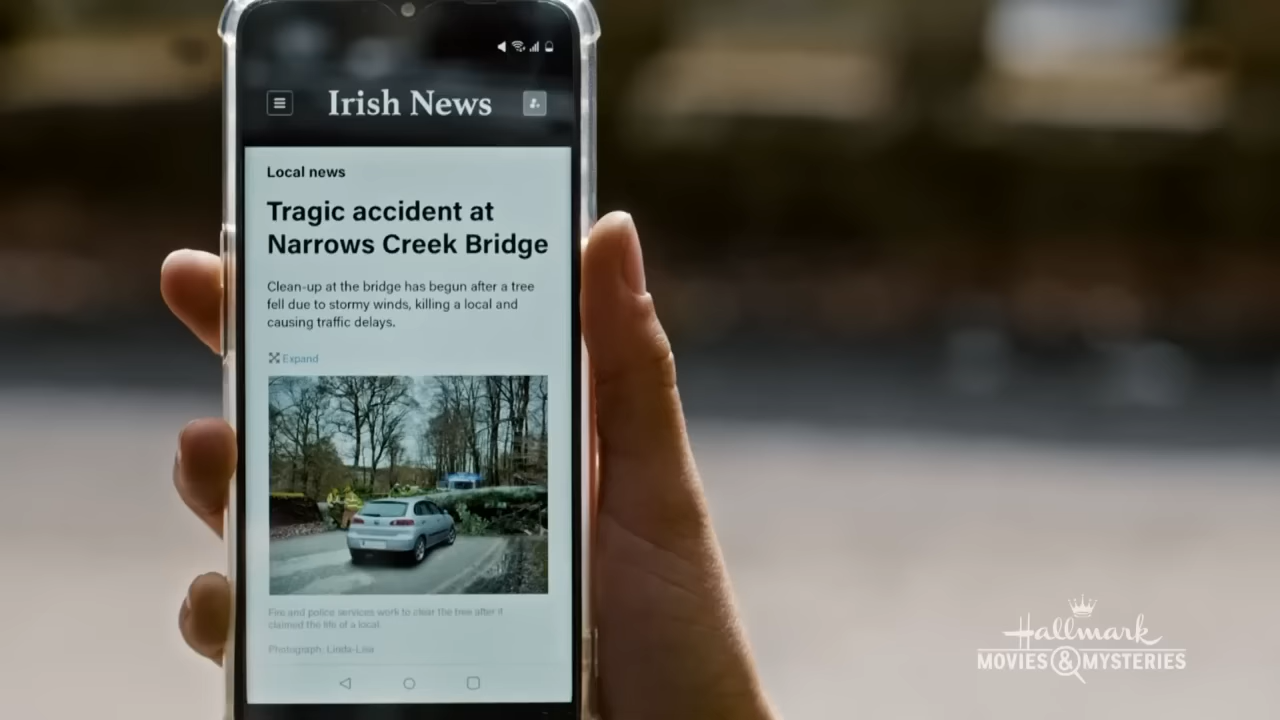 Irish News
Local news
Tragic accident at
Narrows Creek Bridge
Clean-up at the bridge has begun after a tree
fell due to stormy winds, killing a local and
causing traffic delays.
Expand
Fire and police services work to clear the tree after it
claimed the life of a local.
Photograph: Linda-Lisa
Hallmark
MOVIES & MYSTERIES